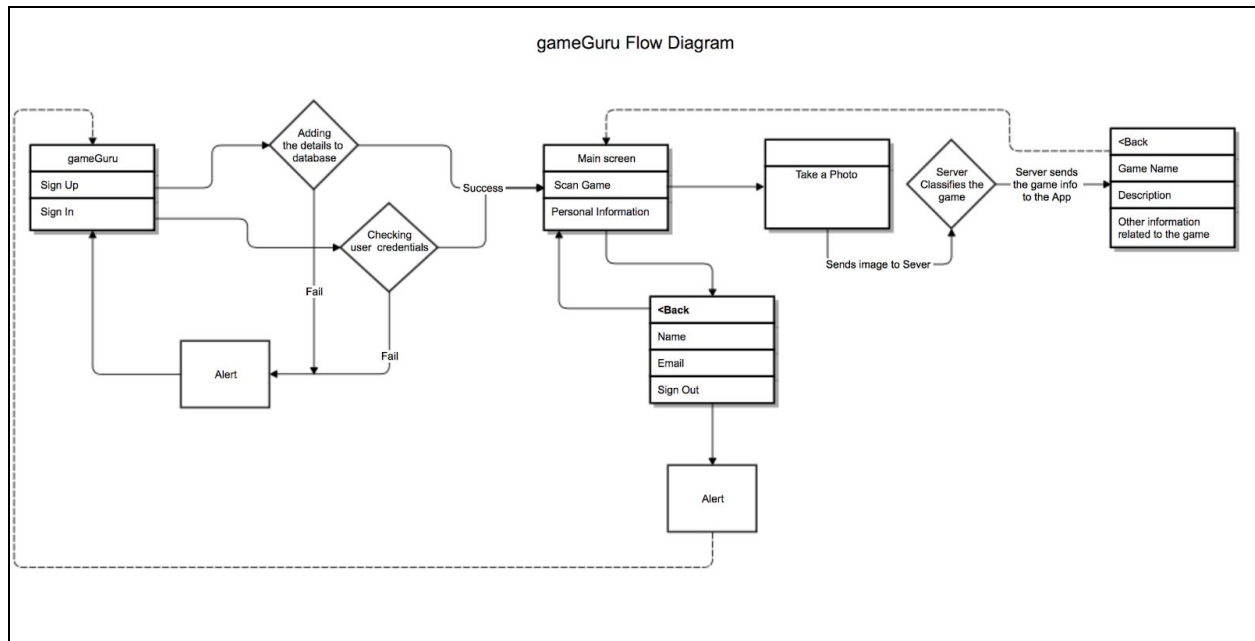 gameGuru Flow Diagram
gameGuru
Sign Up
Sign In
Adding
the details to
database
Checking
user credentials
Success
Fail
Fail
Alert
Main screen
Scan Game
Personal Information
<Back
Name
Email
Sign Out
Alert
Take a Photo
Sends image to Sever
Server
Classifies the
game
Server sends
the game info
to the App
<Back
Game Name
Description
Other information
related to the game